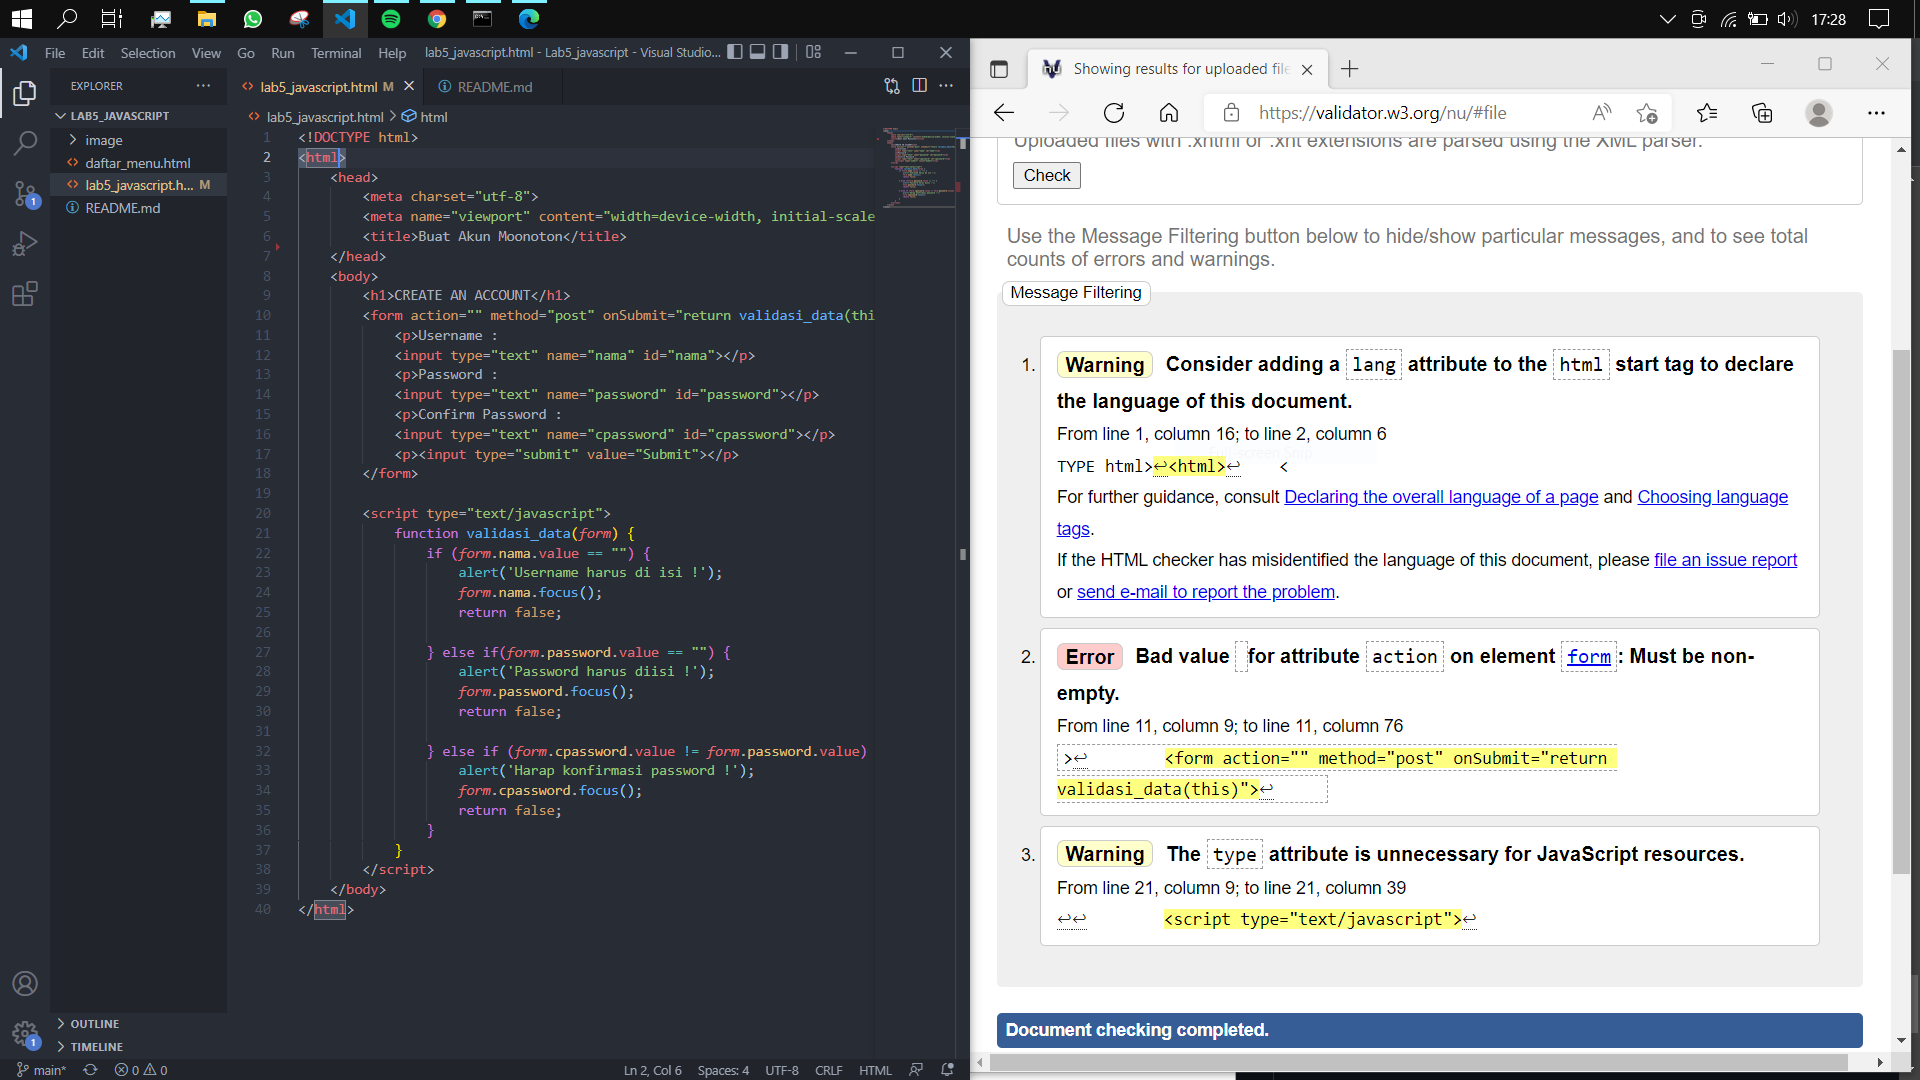 17:28
File Edit Selection View Go Run Terminal Help lab5_javascript.html - Lab5_javascript - Visual Studio...
EXPLORER
LAB5_JAVASCRIPT
image
daftar_menu.html
lab5_javascript.h... M
README.md
OUTLINE
TIMELINE
lab5_javascript.html M
README.md
lab5_javascript.html > html
1 <!DOCTYPE html>
2 <html>
3 <head>
4 <meta charset="utf-8">
5 <meta name="viewport" content="width=device-width, initial-scale
6 <title>Buat Akun Moonoton</title>
7 </head>
8 <body>
9 <h1>CREATE AN ACCOUNT</h1>
10 <form action="" method="post" onSubmit="return validasi_data(thi
11 <p>Username :
12 <input type="text" name="nama" id="nama"></p>
13 <p>Password :
14 <input type="text" name="password" id="password"></p>
15 <p>Confirm Password :
16 <input type="text" name="cpassword" id="cpassword"></p>
17 <p><input type="submit" value="Submit"></p>
18 </form>
19
20 <script type="text/javascript">
21 function validasi_data(form) {
22 if (form.nama.value == "") {
23 alert('Username harus di isi !');
24 form.nama.focus();
25 return false;
26
27 } else if(form.password.value == "") {
28 alert('Password harus diisi !');
29 form.password.focus();
30 return false;
31
32 } else if (form.cpassword.value != form.password.value)
33 alert('Harap konfirmasi password !');
34 form.cpassword.focus();
35 return false;
36 }
37 }
38 </script>
39 </body>
40 </html>
1
1
main* 0 0 Ln 2, Col 6 Spaces: 4 UTF-8 CRLF HTML
Showing results for uploaded file
https://validator.w3.org/nu/#file
Uploaded files with .xhtml or .xht extensions are parsed using the XML parser.
Check
Use the Message Filtering button below to hide/show particular messages, and to see total
counts of errors and warnings.
Message Filtering
1. Warning Consider adding a lang attribute to the html start tag to declare
the language of this document.
From line 1, column 16; to line 2, column 6
TYPE html>↩<html>↩ <
For further guidance, consult Declaring the overall language of a page and Choosing language
tags.
If the HTML checker has misidentified the language of this document, please file an issue report
or send e-mail to report the problem.
2. Error Bad value for attribute action on element form: Must be non-
empty.
From line 11, column 9; to line 11, column 76
>↩ <form action="" method="post" onSubmit="return
validasi_data(this)">↩
3. Warning The type attribute is unnecessary for JavaScript resources.
From line 21, column 9; to line 21, column 39
↩↩ <script type="text/javascript">↩
Document checking completed.